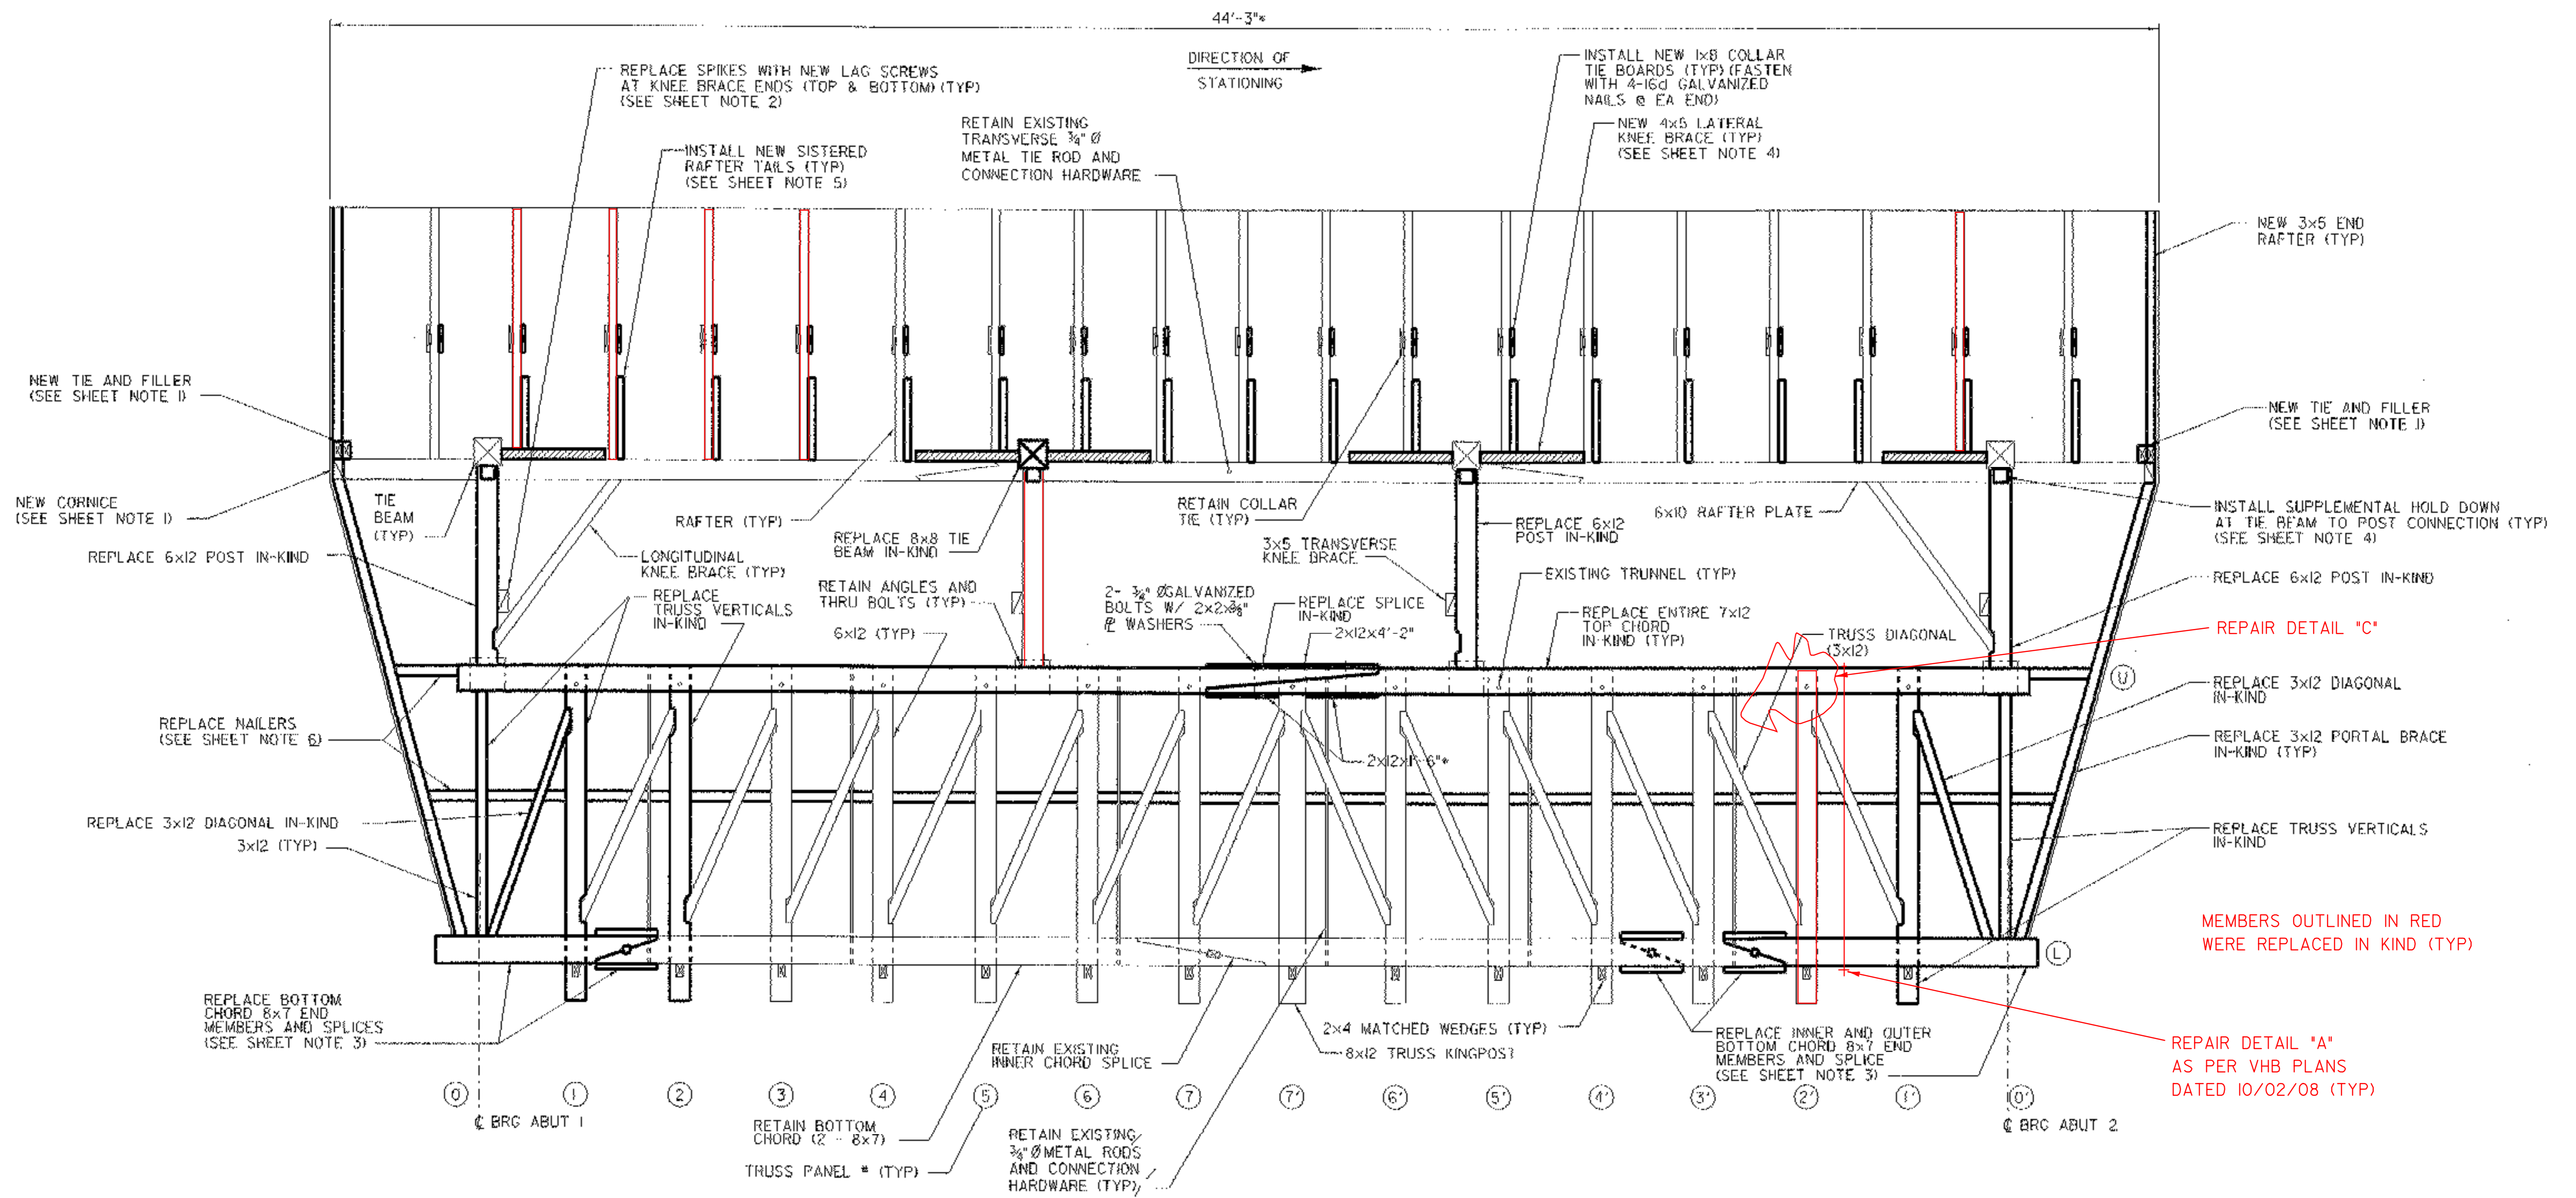 44'-3"*
DIRECTION OF
STATIONING
REPLACE SPIKES WITH NEW LAG SCREWS
AT KNEE BRACE ENDS (TOP & BOTTOM) (TYP)
(SEE SHEET NOTE 2)
INSTALL NEW SISTERED
RAFTER TAILS (TYP)
(SEE SHEET NOTE 5)
RETAIN EXISTING
TRANSVERSE ¾" Ø
METAL TIE ROD AND
CONNECTION HARDWARE
INSTALL NEW 1x8 COLLAR
TIE BOARDS (TYP) (FASTEN
WITH 4-16d GALVANIZED
NAILS @ EA END)
NEW 4x5 LATERAL
KNEE BRACE (TYP)
(SEE SHEET NOTE 4)
NEW 3x5 END
RAFTER (TYP)
NEW TIE AND FILLER
(SEE SHEET NOTE 1)
NEW TIE AND FILLER
(SEE SHEET NOTE 1)
NEW CORNICE
(SEE SHEET NOTE 1)
TIE
BEAM
(TYP)
RAFTER (TYP)
REPLACE 8x8 TIE
BEAM IN-KIND
RETAIN COLLAR
TIE (TYP)
REPLACE 6x12
POST IN-KIND
6x10 RAFTER PLATE
INSTALL SUPPLEMENTAL HOLD DOWN
AT TIE BEAM TO POST CONNECTION (TYP)
(SEE SHEET NOTE 4)
REPLACE 6x12 POST IN-KIND
LONGITUDINAL
KNEE BRACE (TYP)
3x5 TRANSVERSE
KNEE BRACE
EXISTING TRUNNEL (TYP)
REPLACE 6x12 POST IN-KIND
REPLACE
TRUSS VERTICALS
IN-KIND
RETAIN ANGLES AND
THRU BOLTS (TYP)
6x12 (TYP)
2- ¾" ØGALVANIZED
BOLTS W/ 2x2x⅜"
℄ WASHERS
REPLACE SPLICE
IN-KIND
2x12x4'-2"
REPLACE ENTIRE 7x12
TOP CHORD
IN-KIND (TYP)
TRUSS DIAGONAL
(3x12)
REPAIR DETAIL "C"
U
REPLACE 3x12 DIAGONAL
IN-KIND
REPLACE NAILERS
(SEE SHEET NOTE 6)
REPLACE 3x12 PORTAL BRACE
IN-KIND (TYP)
2x12x1'-6"*
REPLACE 3x12 DIAGONAL IN-KIND
3x12 (TYP)
REPLACE TRUSS VERTICALS
IN-KIND
MEMBERS OUTLINED IN RED
WERE REPLACED IN KIND (TYP)
L
REPLACE BOTTOM
CHORD 8x7 END
MEMBERS AND SPLICES
(SEE SHEET NOTE 3)
RETAIN EXISTING
INNER CHORD SPLICE
2x4 MATCHED WEDGES (TYP)
8x12 TRUSS KINGPOST
REPLACE INNER AND OUTER
BOTTOM CHORD 8x7 END
MEMBERS AND SPLICE
(SEE SHEET NOTE 3)
REPAIR DETAIL "A"
AS PER VHB PLANS
DATED 10/02/08 (TYP)
0 1 2 3 4 5 6 7 7' 6' 5' 4' 3' 2' 1' 0'
℄ BRG ABUT 1
℄ BRG ABUT 2
RETAIN BOTTOM
CHORD (2 - 8x7)
TRUSS PANEL # (TYP)
RETAIN EXISTING
¾" Ø METAL RODS
AND CONNECTION
HARDWARE (TYP)